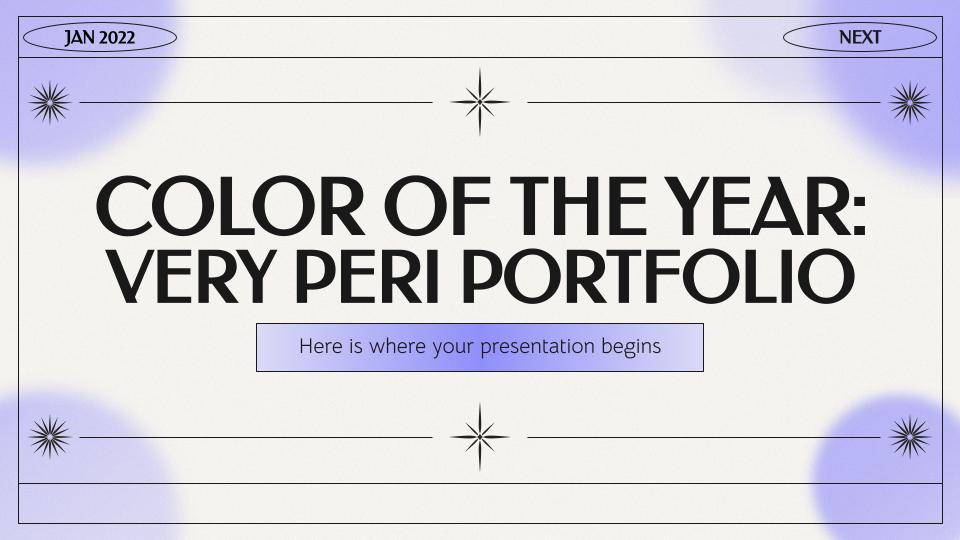 JAN 2022
NEXT
COLOR OF THE YEAR:
VERY PERI PORTFOLIO
Here is where your presentation begins